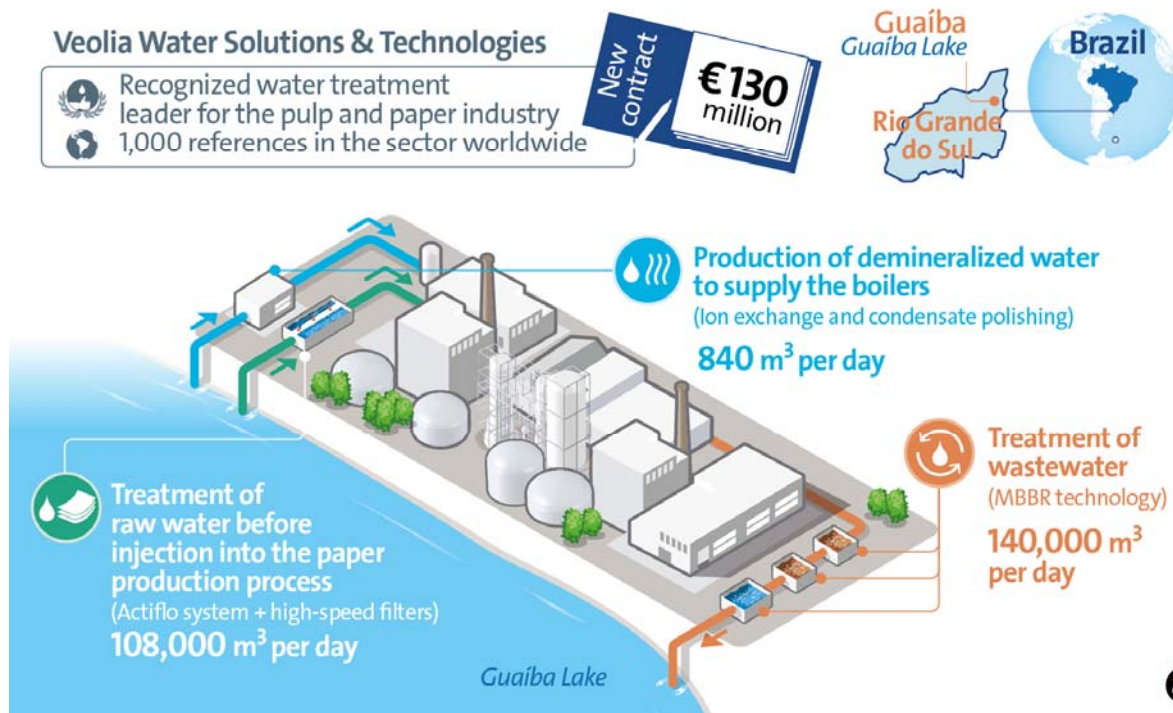 Veolia Water Solutions & Technologies
Recognized water treatment
leader for the pulp and paper industry
1,000 references in the sector worldwide
New
contract
€130
million
Guaíba
Guaíba Lake
Brazil
Rio Grande
do Sul
Production of demineralized water
to supply the boilers
(Ion exchange and condensate polishing)
840 m³ per day
Treatment of
wastewater
(MBBR technology)
140,000 m³
per day
Treatment of
raw water before
injection into the paper
production process
(Actiflo system + high-speed filters)
108,000 m³ per day
Guaíba Lake